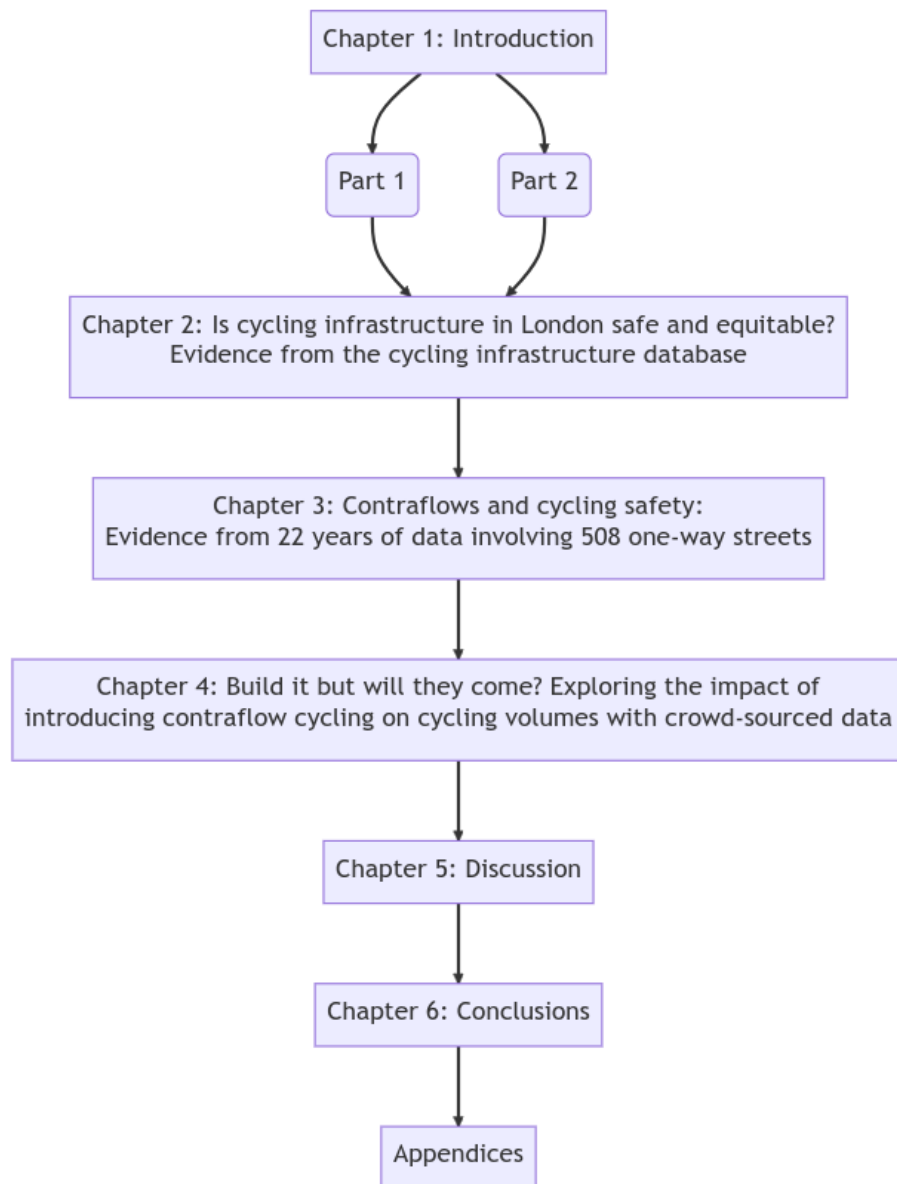 Chapter 1: Introduction
Part 1
Part 2
Chapter 2: Is cycling infrastructure in London safe and equitable?
Evidence from the cycling infrastructure database
Chapter 3: Contraflows and cycling safety:
Evidence from 22 years of data involving 508 one-way streets
Chapter 4: Build it but will they come? Exploring the impact of
introducing contraflow cycling on cycling volumes with crowd-sourced data
Chapter 5: Discussion
Chapter 6: Conclusions
Appendices